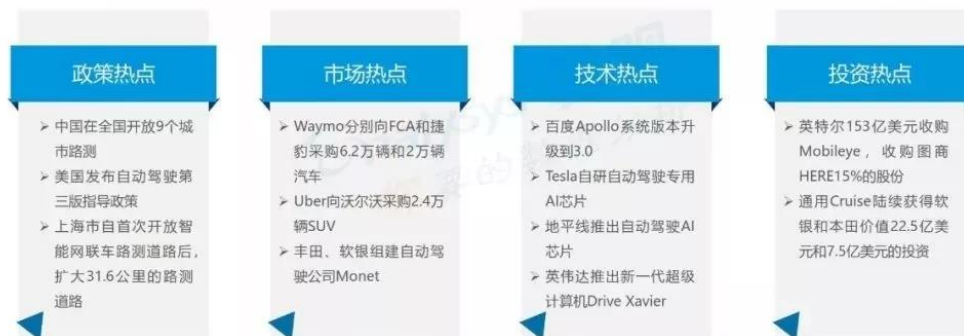 政策热点
中国在全国开放9个城
市路测
美国发布自动驾驶第
三版指导政策
上海市自首次开放智
能网联车路测道路后，
扩大31.6公里的路测
道路
市场热点
Waymo分别向FCA和捷
豹采购6.2万辆和2万辆
汽车
Uber向沃尔沃采购2.4万
辆SUV
丰田、软银组建自动驾
驶公司Monet
技术热点
百度Apollo系统版本升
级到3.0
Tesla自研自动驾驶专用
AI芯片
地平线推出自动驾驶AI
芯片
英伟达推出新一代超级
计算机Drive Xavier
投资热点
英特尔153亿美元收购
Mobileye，收购图商
HERE15%的股份
通用Cruise陆续获得软
银和本田价值22.5亿美
元和7.5亿美元的投资